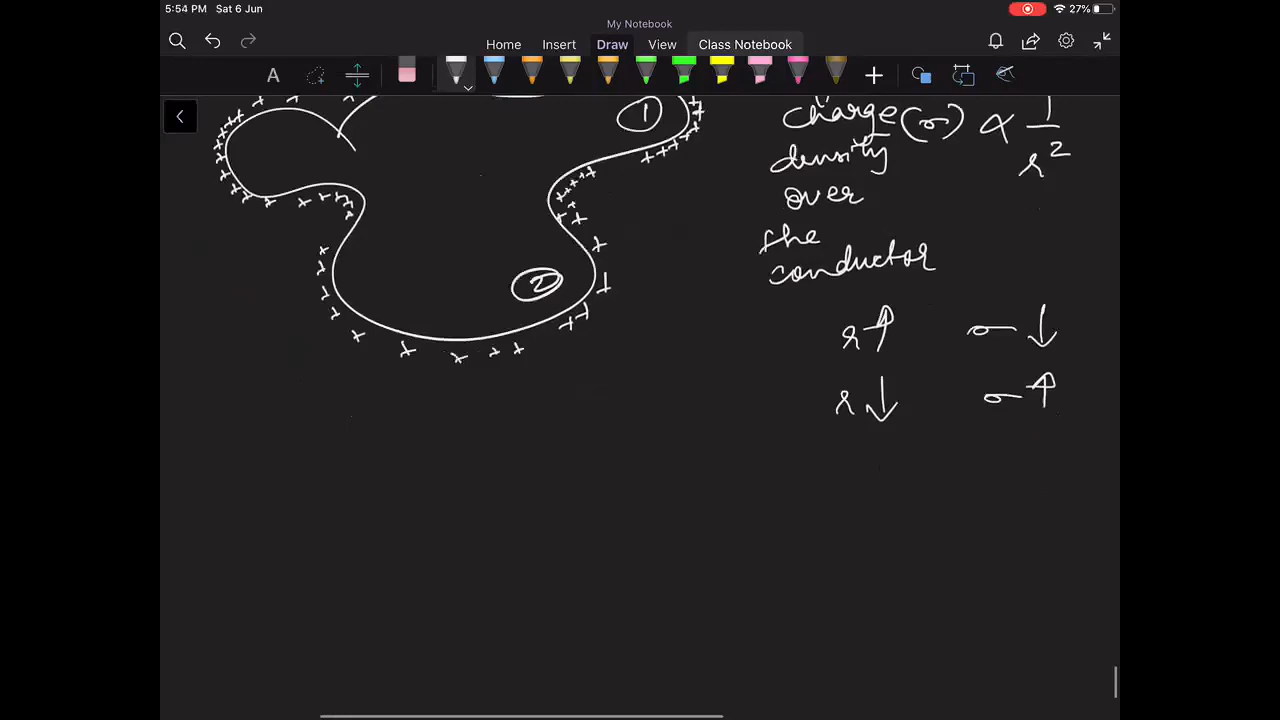 5:54 PM Sat 6 Jun
27%
My Notebook
Home Insert Draw View Class Notebook
A
1
charge (σ) ∝ 1/r²
density
over
the
conductor
2
r↑ σ↓
r↓ σ↑